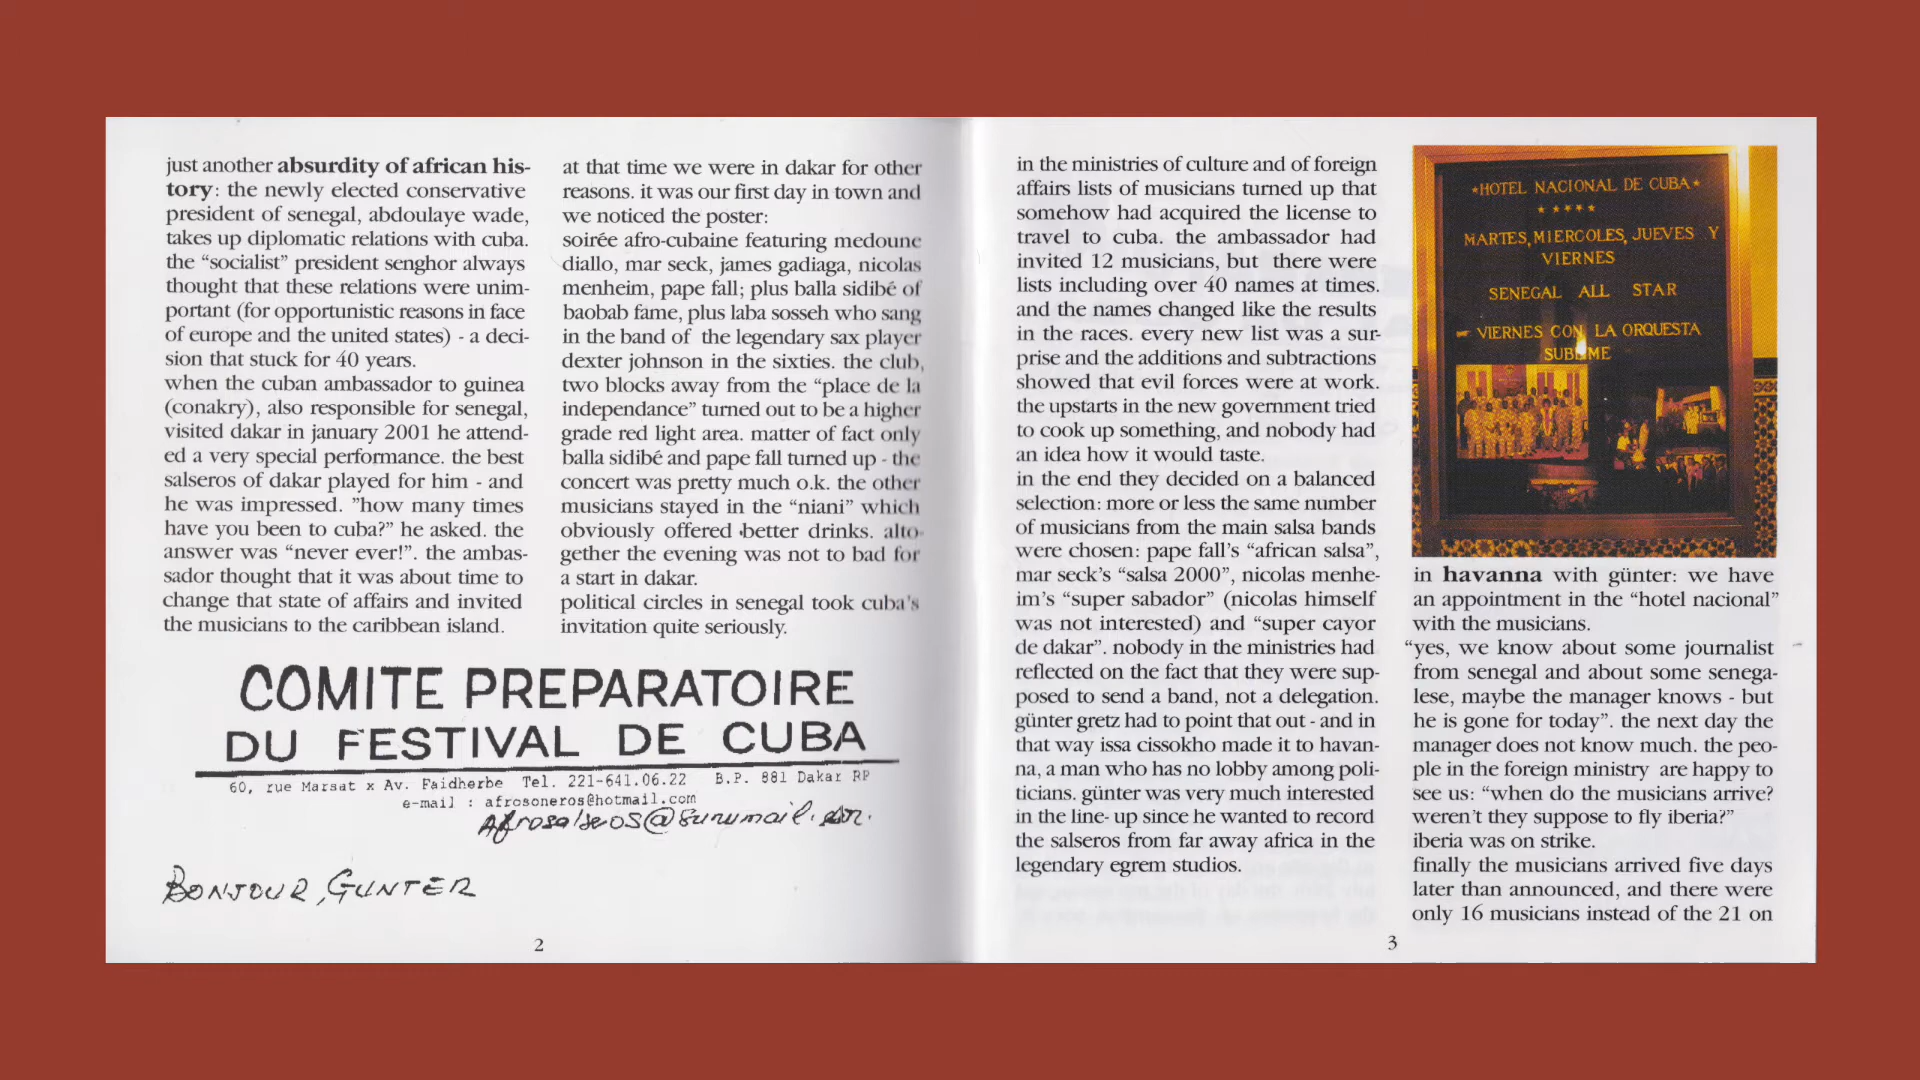 just another absurdity of african his-
tory: the newly elected conservative
president of senegal, abdoulaye wade,
takes up diplomatic relations with cuba.
the “socialist” president senghor always
thought that these relations were unim-
portant (for opportunistic reasons in face
of europe and the united states) - a deci-
sion that stuck for 40 years.
when the cuban ambassador to guinea
(conakry), also responsible for senegal,
visited dakar in january 2001 he attend-
ed a very special performance. the best
salseros of dakar played for him - and
he was impressed. ”how many times
have you been to cuba?” he asked. the
answer was “never ever!”. the ambas-
sador thought that it was about time to
change that state of affairs and invited
the musicians to the caribbean island.
at that time we were in dakar for other
reasons. it was our first day in town and
we noticed the poster:
soirée afro-cubaine featuring medoune
diallo, mar seck, james gadiaga, nicolas
menheim, pape fall; plus balla sidibé of
baobab fame, plus laba sosseh who sang
in the band of the legendary sax player
dexter johnson in the sixties. the club,
two blocks away from the “place de la
independance” turned out to be a higher
grade red light area. matter of fact only
balla sidibé and pape fall turned up - the
concert was pretty much o.k. the other
musicians stayed in the “niani” which
obviously offered better drinks. alto-
gether the evening was not to bad for
a start in dakar.
political circles in senegal took cuba's
invitation quite seriously.
COMITE PREPARATOIRE
DU FESTIVAL DE CUBA
60, rue Marsat x Av. Faidherbe Tel. 221-641.06.22 B.P. 881 Dakar RP
e-mail : afrosoneros@hotmail.com
BONJOUR, GUNTER
2
in the ministries of culture and of foreign
affairs lists of musicians turned up that
somehow had acquired the license to
travel to cuba. the ambassador had
invited 12 musicians, but there were
lists including over 40 names at times.
and the names changed like the results
in the races. every new list was a sur-
prise and the additions and subtractions
showed that evil forces were at work.
the upstarts in the new government tried
to cook up something, and nobody had
an idea how it would taste.
in the end they decided on a balanced
selection: more or less the same number
of musicians from the main salsa bands
were chosen: pape fall’s “african salsa”,
mar seck’s “salsa 2000”, nicolas menhe-
im’s “super sabador” (nicolas himself
was not interested) and “super cayor
de dakar”. nobody in the ministries had
reflected on the fact that they were sup-
posed to send a band, not a delegation.
günter gretz had to point that out - and in
that way issa cissokho made it to havan-
na, a man who has no lobby among poli-
ticians. günter was very much interested
in the line- up since he wanted to record
the salseros from far away africa in the
legendary egrem studios.
★HOTEL NACIONAL DE CUBA★
★★★★★
MARTES, MIERCOLES, JUEVES Y
VIERNES
SENEGAL ALL STAR
VIERNES CON LA ORQUESTA
SUBLIME
in havanna with günter: we have
an appointment in the “hotel nacional”
with the musicians.
“yes, we know about some journalist
from senegal and about some senega-
lese, maybe the manager knows - but
he is gone for today”. the next day the
manager does not know much. the peo-
ple in the foreign ministry are happy to
see us: “when do the musicians arrive?
weren’t they suppose to fly iberia?”
iberia was on strike.
finally the musicians arrived five days
later than announced, and there were
only 16 musicians instead of the 21 on
3